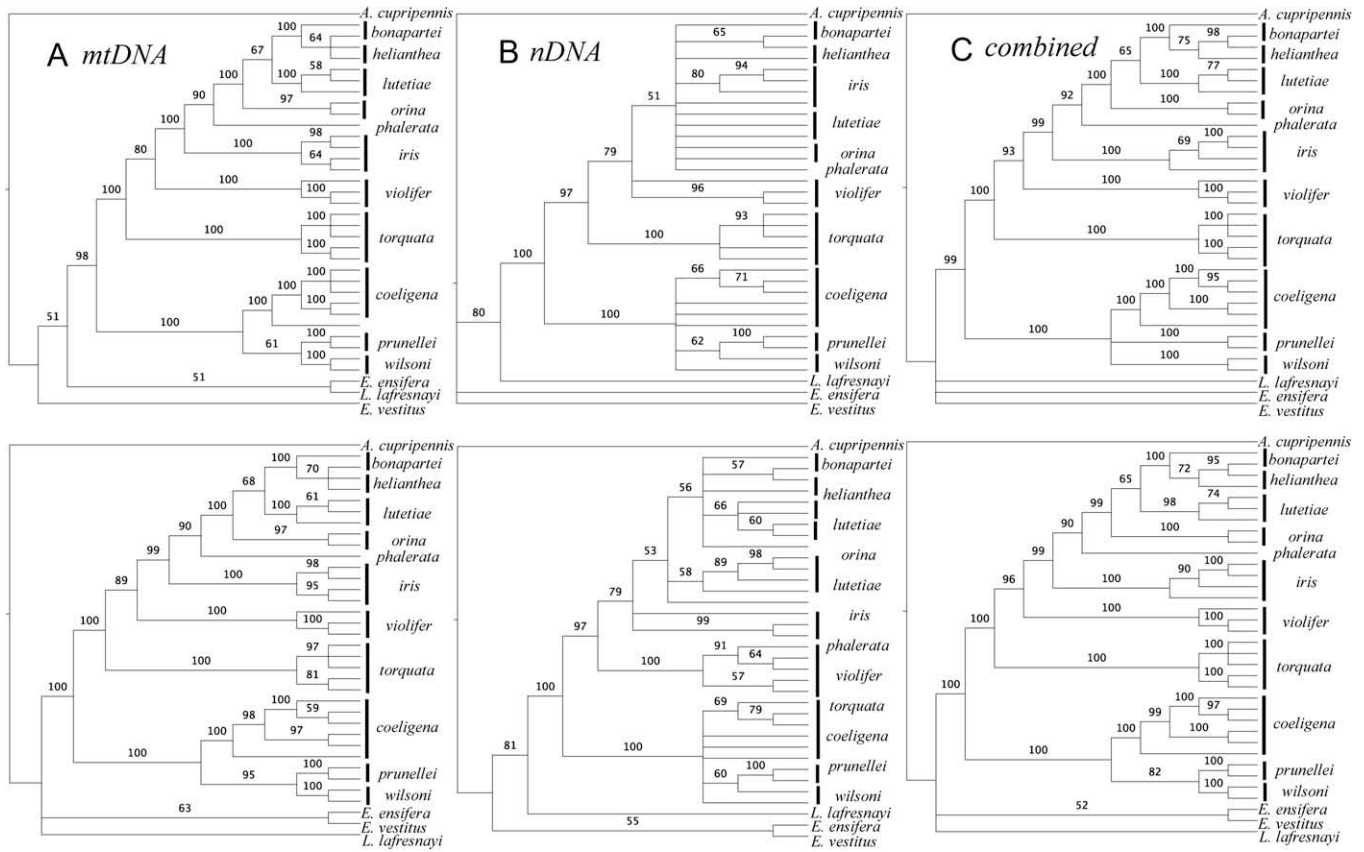 A mtDNA
A. cupripennis
100
bonapartei
64
67
helianthea
58
100
100
lutetiae
90
97
orina
phalerata
100
98
100
iris
64
80
100
100
violifer
100
100
100
torquata
100
98
100
100
coeligena
100
100
100
51
100
prunellei
61
100
wilsoni
51
E. ensifera
L. lafresnayi
E. vestitus
B nDNA
65
bonapartei
helianthea
94
80
iris
51
lutetiae
orina
79
phalerata
96
violifer
97
93
100
torquata
100
66
71
coeligena
80
100
100
62
prunellei
wilsoni
L. lafresnayi
E. ensifera
E. vestitus
C combined
A. cupripennis
100
98
bonapartei
75
65
helianthea
77
100
100
lutetiae
92
100
orina
phalerata
99
100
69
iris
100
93
100
100
violifer
100
100
100
torquata
100
99
100
95
100
100
coeligena
100
100
100
prunellei
100
wilsoni
L. lafresnayi
E. ensifera
E. vestitus
A. cupripennis
100
bonapartei
70
68
helianthea
61
100
100
lutetiae
90
97
orina
phalerata
99
98
100
95
iris
89
100
100
violifer
100
97
100
torquata
81
100
100
59
98
coeligena
100
97
100
100
95
prunellei
100
wilsoni
63
E. ensifera
E. vestitus
L. lafresnayi
57
bonapartei
56
helianthea
66
60
lutetiae
53
98
orina
89
58
lutetiae
79
iris
99
97
phalerata
91
64
100
violifer
57
100
69
torquata
79
coeligena
81
100
100
prunellei
60
wilsoni
L. lafresnayi
55
E. ensifera
E. vestitus
A. cupripennis
100
95
bonapartei
72
65
helianthea
74
99
98
lutetiae
90
100
orina
phalerata
99
100
90
100
iris
96
100
100
violifer
100
100
100
torquata
100
100
100
97
99
coeligena
100
100
100
100
82
prunellei
100
wilsoni
52
E. ensifera
E. vestitus
L. lafresnayi